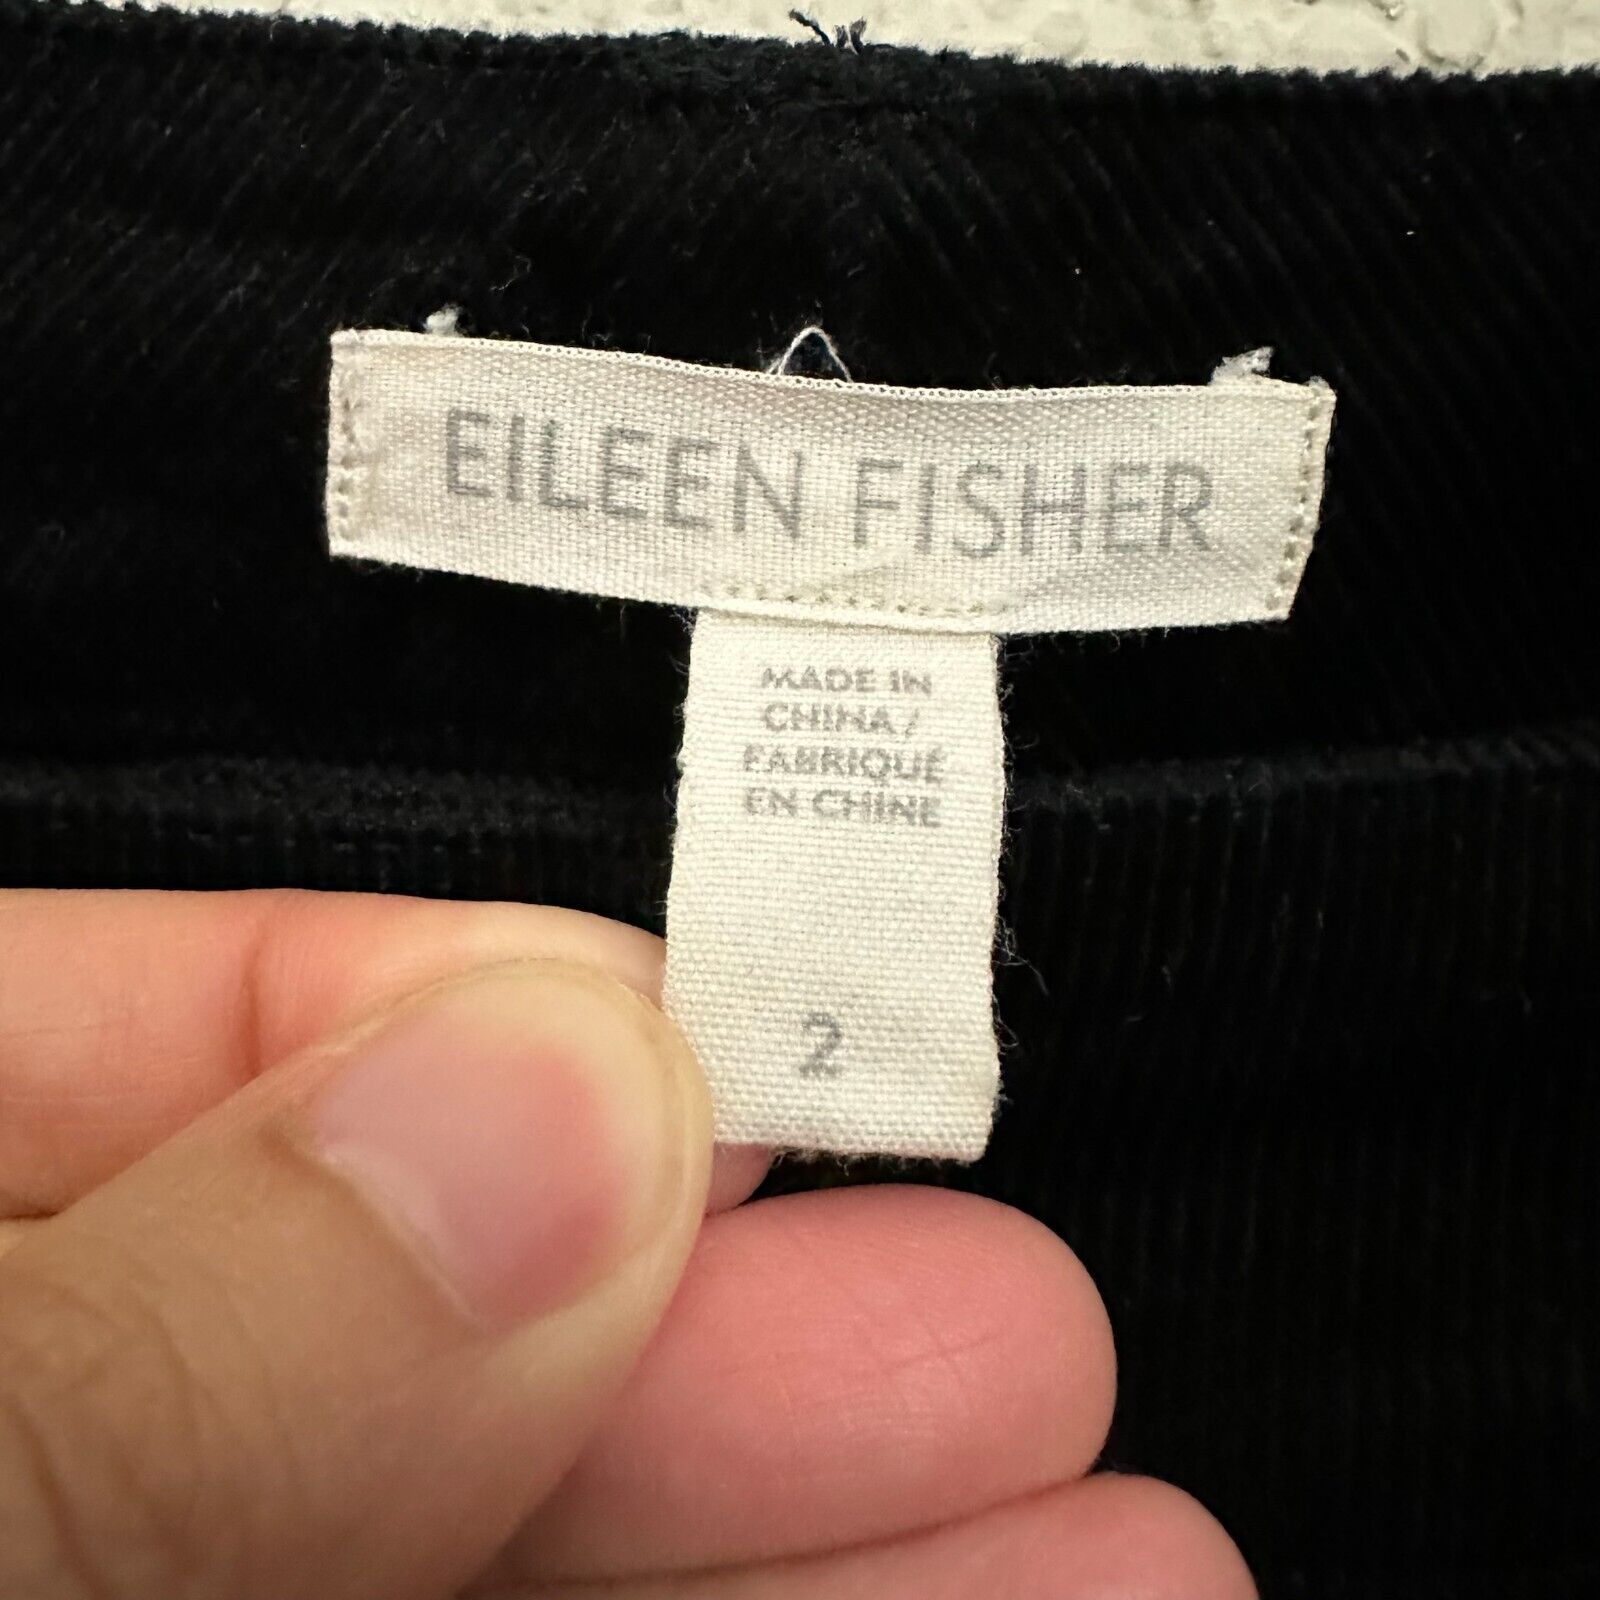 EILEEN FISHER
MADE IN
CHINA/
FABRIQUÉ
EN CHINE
2